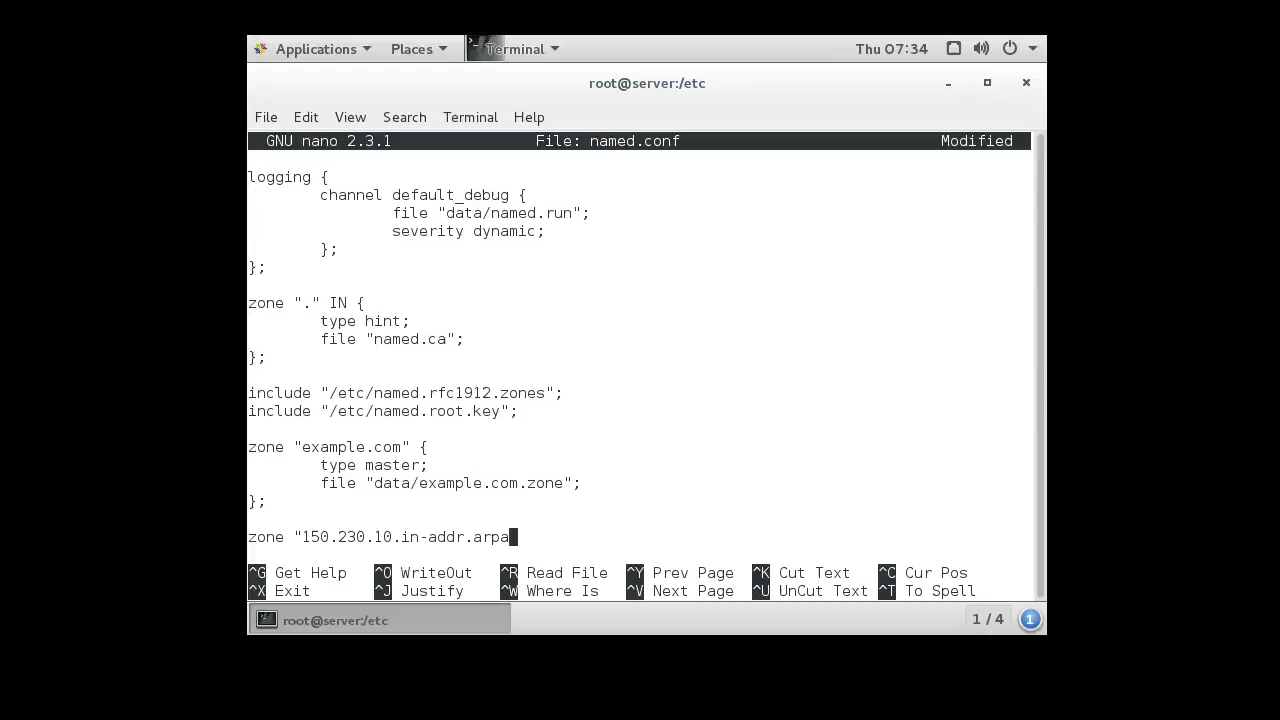 Applications Places Terminal Thu 07:34
root@server:/etc
File Edit View Search Terminal Help
GNU nano 2.3.1 File: named.conf Modified
logging {
channel default_debug {
file "data/named.run";
severity dynamic;
};
};
zone "." IN {
type hint;
file "named.ca";
};
include "/etc/named.rfc1912.zones";
include "/etc/named.root.key";
zone "example.com" {
type master;
file "data/example.com.zone";
};
zone "150.230.10.in-addr.arpa
^G Get Help ^O WriteOut ^R Read File ^Y Prev Page ^K Cut Text ^C Cur Pos
^X Exit ^J Justify ^W Where Is ^V Next Page ^U UnCut Text ^T To Spell
root@server:/etc 1 / 4 1